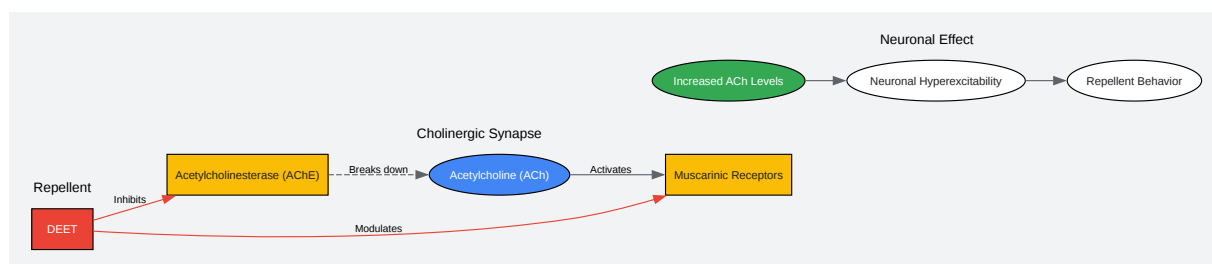 Neuronal Effect
Increased ACh Levels
Neuronal Hyperexcitability
Repellent Behavior
Cholinergic Synapse
Acetylcholinesterase (AChE)
Breaks down
Acetylcholine (ACh)
Activates
Muscarinic Receptors
Repellent
Inhibits
DEET
Modulates